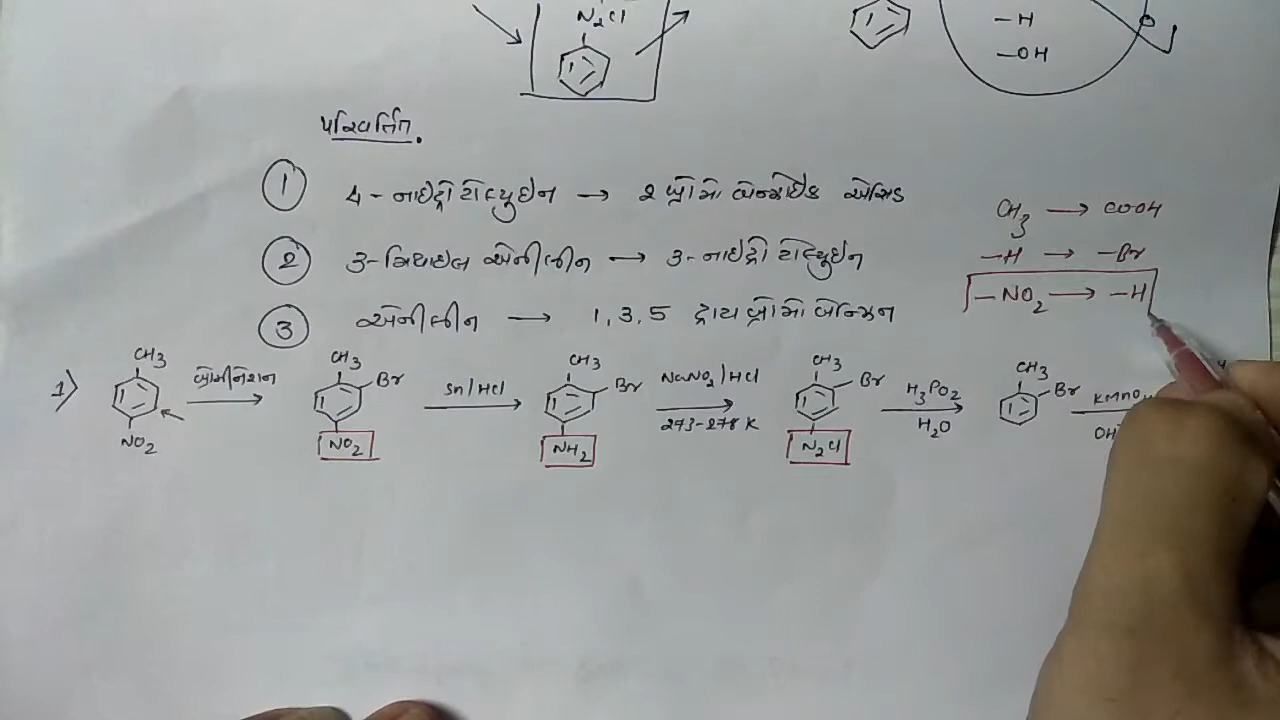 N₂Cl
-H
-OH
પરિવર્તિત.
① 4-નાઇટ્રો ટોલ્યુઇન → 2 બ્રોમો બેન્ઝોઇક એસિડ
CH₃ → COOH
② 3-મિથાઇલ એનીલીન → 3-નાઇટ્રો ટોલ્યુઇન
-H → -Br
-NO₂ → -H
③ એનીલીન → 1,3,5 ટ્રાય બ્રોમો બેન્ઝિન
CH₃ CH₃ CH₃ CH₃ CH₃
1> બ્રોમીનેશન → Br Sn/HCl → Br NaNO₂/HCl → Br H₃PO₂ → Br KMnO₄
273-278 K H₂O OH
NO₂ NO₂ NH₂ N₂Cl